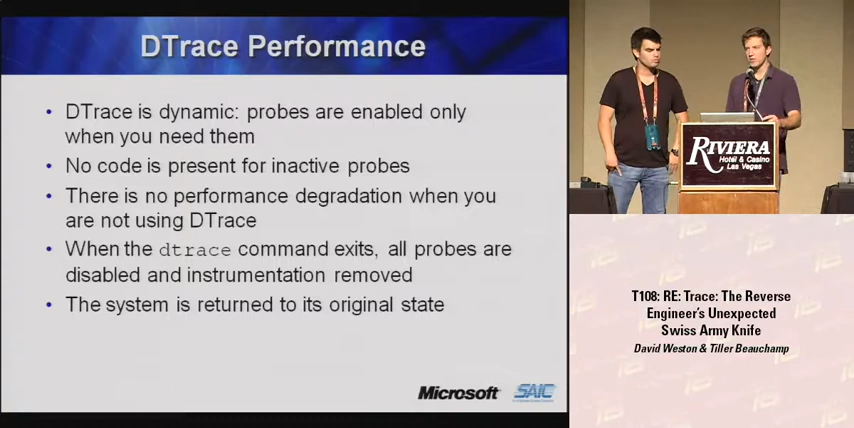 DTrace Performance
• DTrace is dynamic: probes are enabled only
when you need them
• No code is present for inactive probes
• There is no performance degradation when you
are not using DTrace
• When the dtrace command exits, all probes are
disabled and instrumentation removed
• The system is returned to its original state
Microsoft
SAIC
RIVIERA
Hotel & Casino
Las Vegas
T108: RE: Trace: The Reverse
Engineer's Unexpected
Swiss Army Knife
David Weston & Tiller Beauchamp